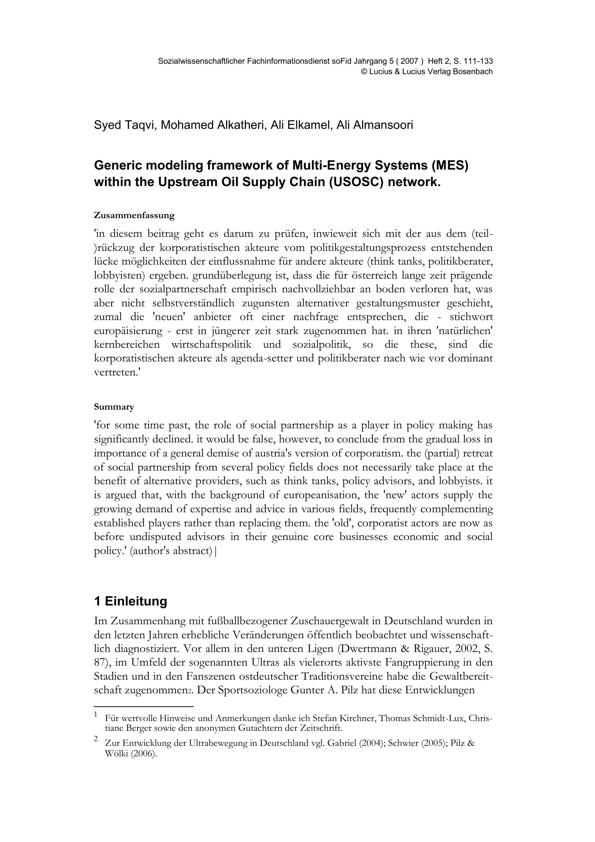 Sozialwissenschaftlicher Fachinformationsdienst soFid Jahrgang 5 ( 2007 ) Heft 2, S. 111-133
© Lucius & Lucius Verlag Bosenbach
Syed Taqvi, Mohamed Alkatheri, Ali Elkamel, Ali Almansoori
Generic modeling framework of Multi-Energy Systems (MES)
within the Upstream Oil Supply Chain (USOSC) network.
Zusammenfassung
'in diesem beitrag geht es darum zu prüfen, inwieweit sich mit der aus dem (teil-
)rückzug der korporatistischen akteure vom politikgestaltungsprozess entstehenden
lücke möglichkeiten der einflussnahme für andere akteure (think tanks, politikberater,
lobbyisten) ergeben. grundüberlegung ist, dass die für österreich lange zeit prägende
rolle der sozialpartnerschaft empirisch nachvollziehbar an boden verloren hat, was
aber nicht selbstverständlich zugunsten alternativer gestaltungsmuster geschieht,
zumal die 'neuen' anbieter oft einer nachfrage entsprechen, die - stichwort
europäisierung - erst in jüngerer zeit stark zugenommen hat. in ihren 'natürlichen'
kernbereichen wirtschaftspolitik und sozialpolitik, so die these, sind die
korporatistischen akteure als agenda-setter und politikberater nach wie vor dominant
vertreten.'
Summary
'for some time past, the role of social partnership as a player in policy making has
significantly declined. it would be false, however, to conclude from the gradual loss in
importance of a general demise of austria's version of corporatism. the (partial) retreat
of social partnership from several policy fields does not necessarily take place at the
benefit of alternative providers, such as think tanks, policy advisors, and lobbyists. it
is argued that, with the background of europeanisation, the 'new' actors supply the
growing demand of expertise and advice in various fields, frequently complementing
established players rather than replacing them. the 'old', corporatist actors are now as
before undisputed advisors in their genuine core businesses economic and social
policy.' (author's abstract)|
1 Einleitung
Im Zusammenhang mit fußballbezogener Zuschauergewalt in Deutschland wurden in
den letzten Jahren erhebliche Veränderungen öffentlich beobachtet und wissenschaft-
lich diagnostiziert. Vor allem in den unteren Ligen (Dwertmann & Rigauer, 2002, S.
87), im Umfeld der sogenannten Ultras als vielerorts aktivste Fangruppierung in den
Stadien und in den Fanszenen ostdeutscher Traditionsvereine habe die Gewaltbereit-
schaft zugenommen2. Der Sportsoziologe Gunter A. Pilz hat diese Entwicklungen
1 Für wertvolle Hinweise und Anmerkungen danke ich Stefan Kirchner, Thomas Schmidt-Lux, Chris-
tiane Berger sowie den anonymen Gutachtern der Zeitschrift.
2 Zur Entwicklung der Ultrabewegung in Deutschland vgl. Gabriel (2004); Schwier (2005); Pilz &
Wölki (2006).